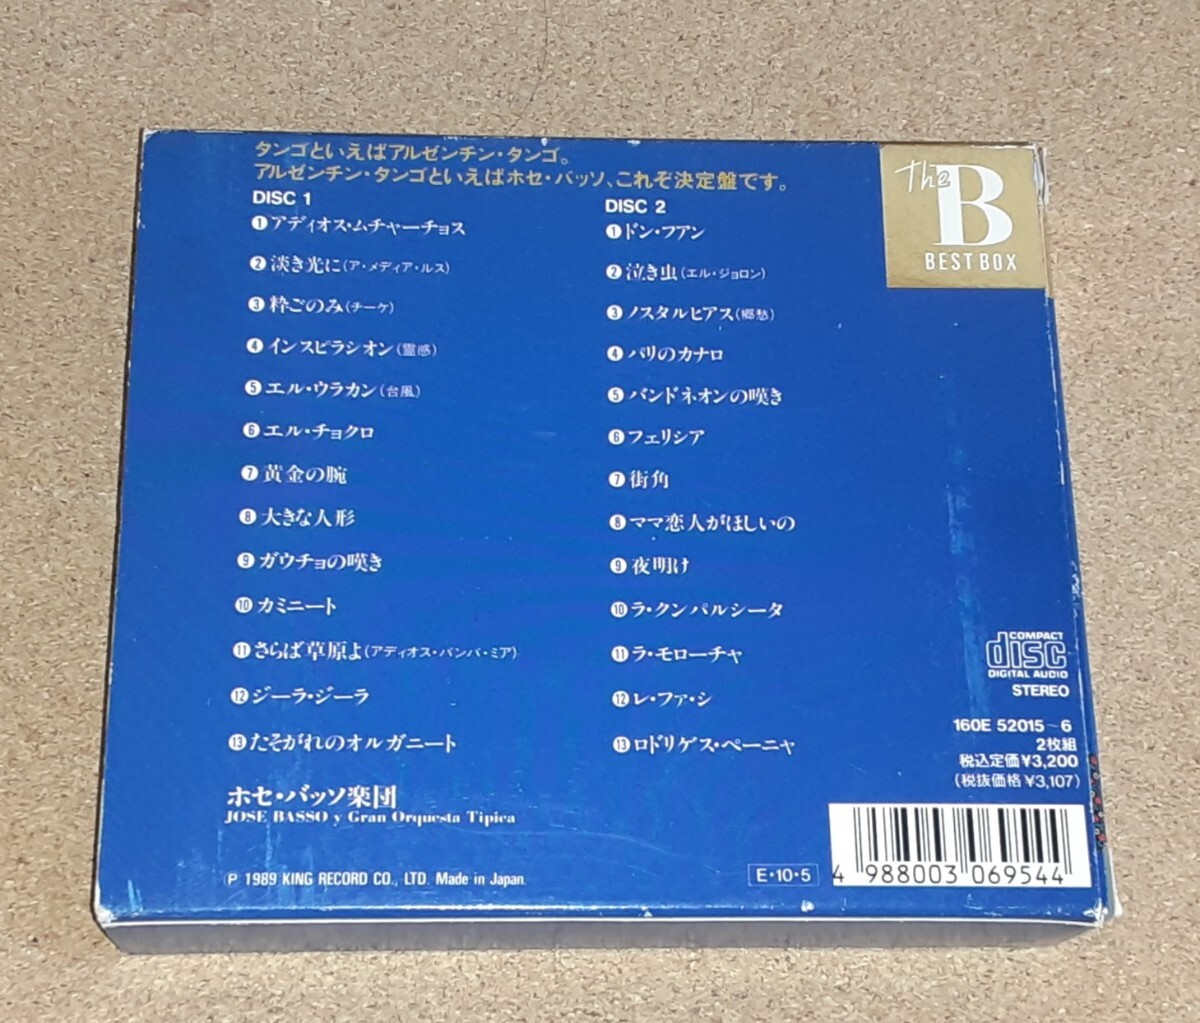 タンゴといえばアルゼンチン・タンゴ。
アルゼンチン・タンゴといえばホセ・バッソ、これぞ決定盤です。
The B
BEST BOX
DISC 1
❶アディオス・ムチャーチョス
❷淡き光に(ア・メディア・ルス)
❸粋ごのみ(チーケ)
❹インスピラシオン(霊感)
❺エル・ウラカン(台風)
❻エル・チョクロ
❼黄金の腕
❽大きな人形
❾ガウチョの嘆き
❿カミニート
⓫さらば草原よ(アディオス・パンパ・ミア)
⓬ジーラ・ジーラ
⓭たそがれのオルガニート
DISC 2
❶ドン・フアン
❷泣き虫(エル・ジョロン)
❸ノスタルヒアス(郷愁)
❹パリのカナロ
❺バンドネオンの嘆き
❻フェリシア
❼街角
❽ママ恋人がほしいの
❾夜明け
❿ラ・クンパルシータ
⓫ラ・モローチャ
⓬レ・ファ・シ
⓭ロドリゲス・ペーニャ
ホセ・バッソ楽団
JOSE BASSO y Gran Orquesta Tipica
COMPACT
disc
DIGITAL AUDIO
STEREO
160E 52015~6
2枚組
税込定価¥3,200
(税抜価格¥3,107)
℗ 1989 KING RECORD CO., LTD. Made in Japan.
E・10・5
4 988003 069544